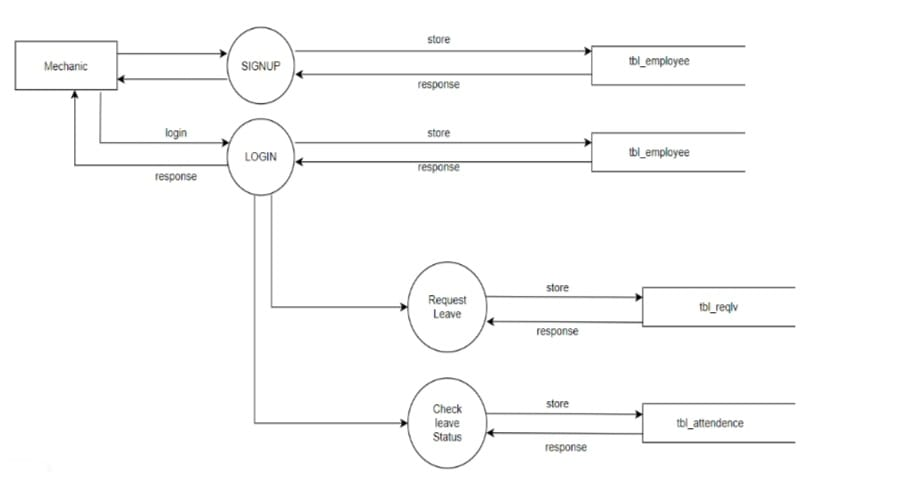 store
Mechanic
SIGNUP
tbl_employee
response
login
store
LOGIN
tbl_employee
response
response
store
Request
Leave
tbl_reqlv
response
store
Check
leave
Status
tbl_attendence
response